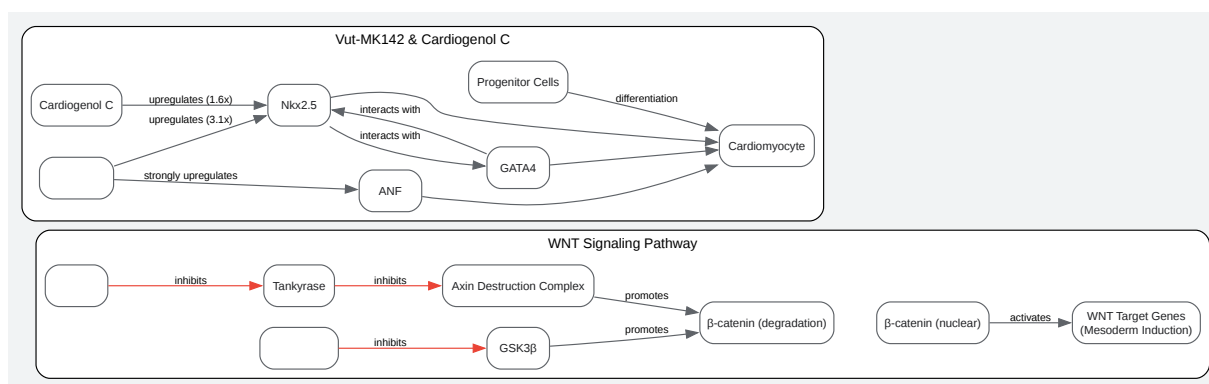 Vut-MK142 & Cardiogenol C
Progenitor Cells
differentiation
Cardiogenol C
upregulates (1.6x)
Nkx2.5
interacts with
upregulates (3.1x)
interacts with
Cardiomyocyte
GATA4
strongly upregulates
ANF
WNT Signaling Pathway
inhibits
Tankyrase
inhibits
Axin Destruction Complex
promotes
β-catenin (degradation)
β-catenin (nuclear)
activates
WNT Target Genes
(Mesoderm Induction)
inhibits
GSK3β
promotes